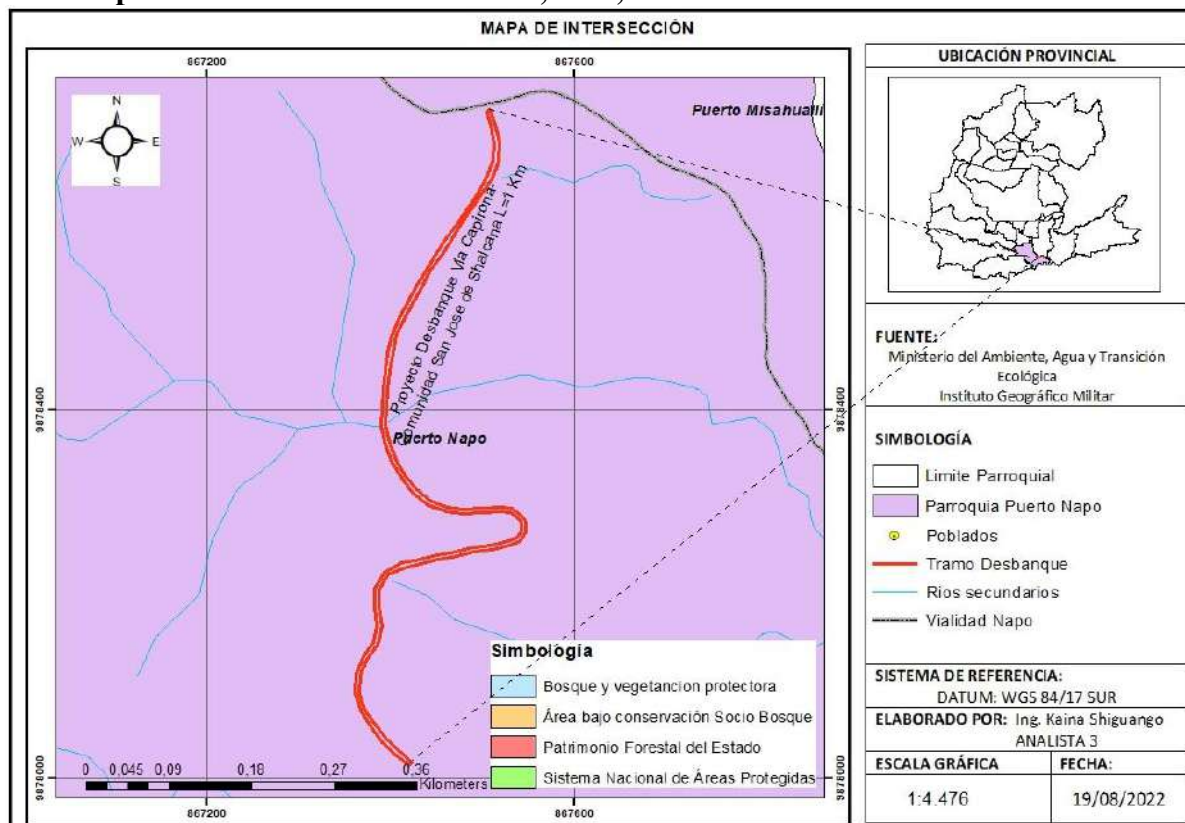 MAPA DE INTERSECCIÓN
867200
867600
N
W
E
S
Puerto Misahualli
Proyecto Desbanque Via Capirona-
Comunidad San Jose de Shalcana L=1 Km
9878400
9878400
Puerto Napo
Simbología
Bosque y vegetancion protectora
Área bajo conservación Socio Bosque
Patrimonio Forestal del Estado
Sistema Nacional de Áreas Protegidas
0 0,045 0,09 0,18 0,27 0,36
Kilometers
9878000
9878000
867200
867600
UBICACIÓN PROVINCIAL
FUENTE:
Ministerio del Ambiente, Agua y Transición
Ecológica
Instituto Geográfico Militar
SIMBOLOGÍA
Limite Parroquial
Parroquia Puerto Napo
Poblados
Tramo Desbanque
Rios secundarios
Vialidad Napo
SISTEMA DE REFERENCIA:
DATUM: WGS 84/17 SUR
ELABORADO POR: Ing. Kaina Shiguango
ANALISTA 3
ESCALA GRÁFICA
1:4.476
FECHA:
19/08/2022